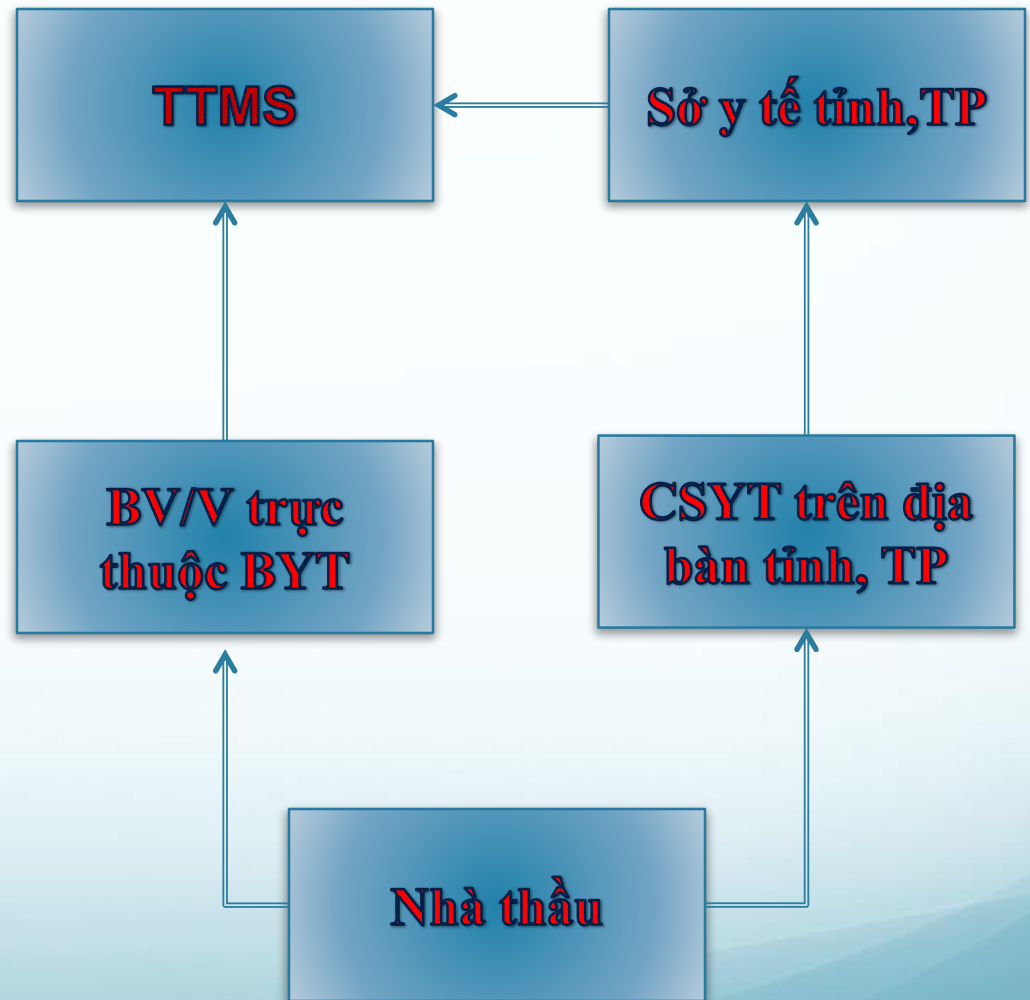 TTMS
Sở y tế tỉnh,TP
BV/V trực
thuộc BYT
CSYT trên địa
bàn tỉnh, TP
Nhà thầu